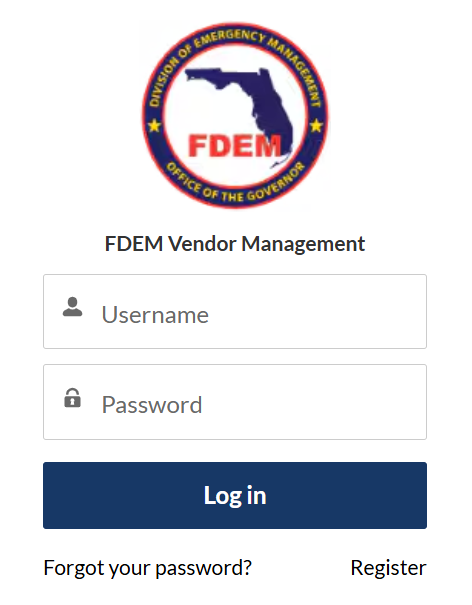 DIVISION OF EMERGENCY MANAGEMENT
FDEM
OFFICE OF THE GOVERNOR
FDEM Vendor Management
Username
Password
Log in
Forgot your password? Register